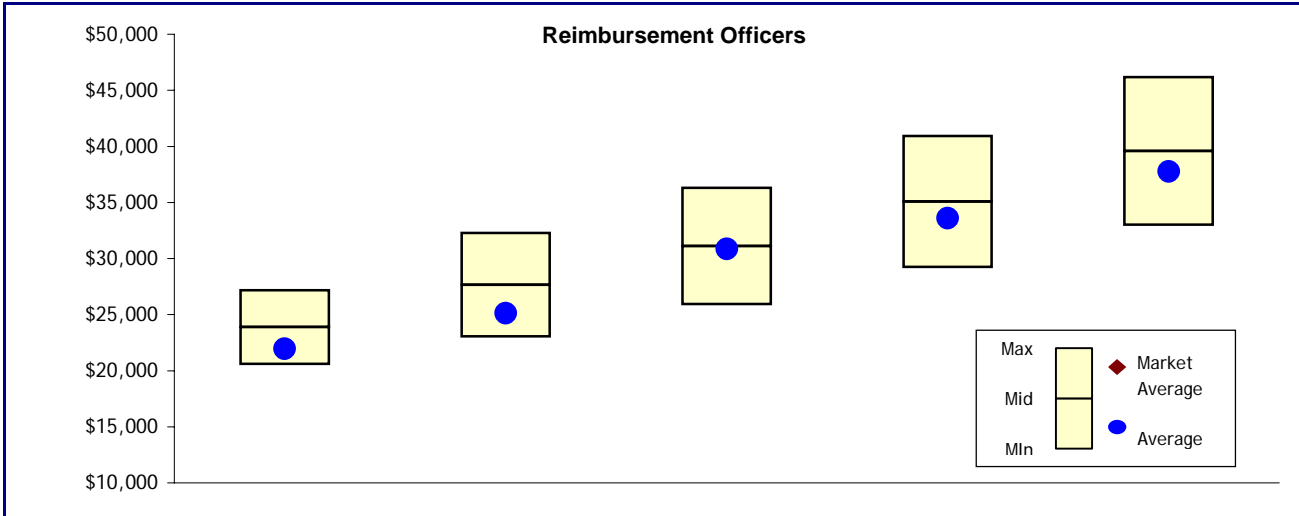 Reimbursement Officers
$50,000
$45,000
$40,000
$35,000
$30,000
$25,000
$20,000
$15,000
$10,000
Max
Mid
MIn
Market
Average
Average